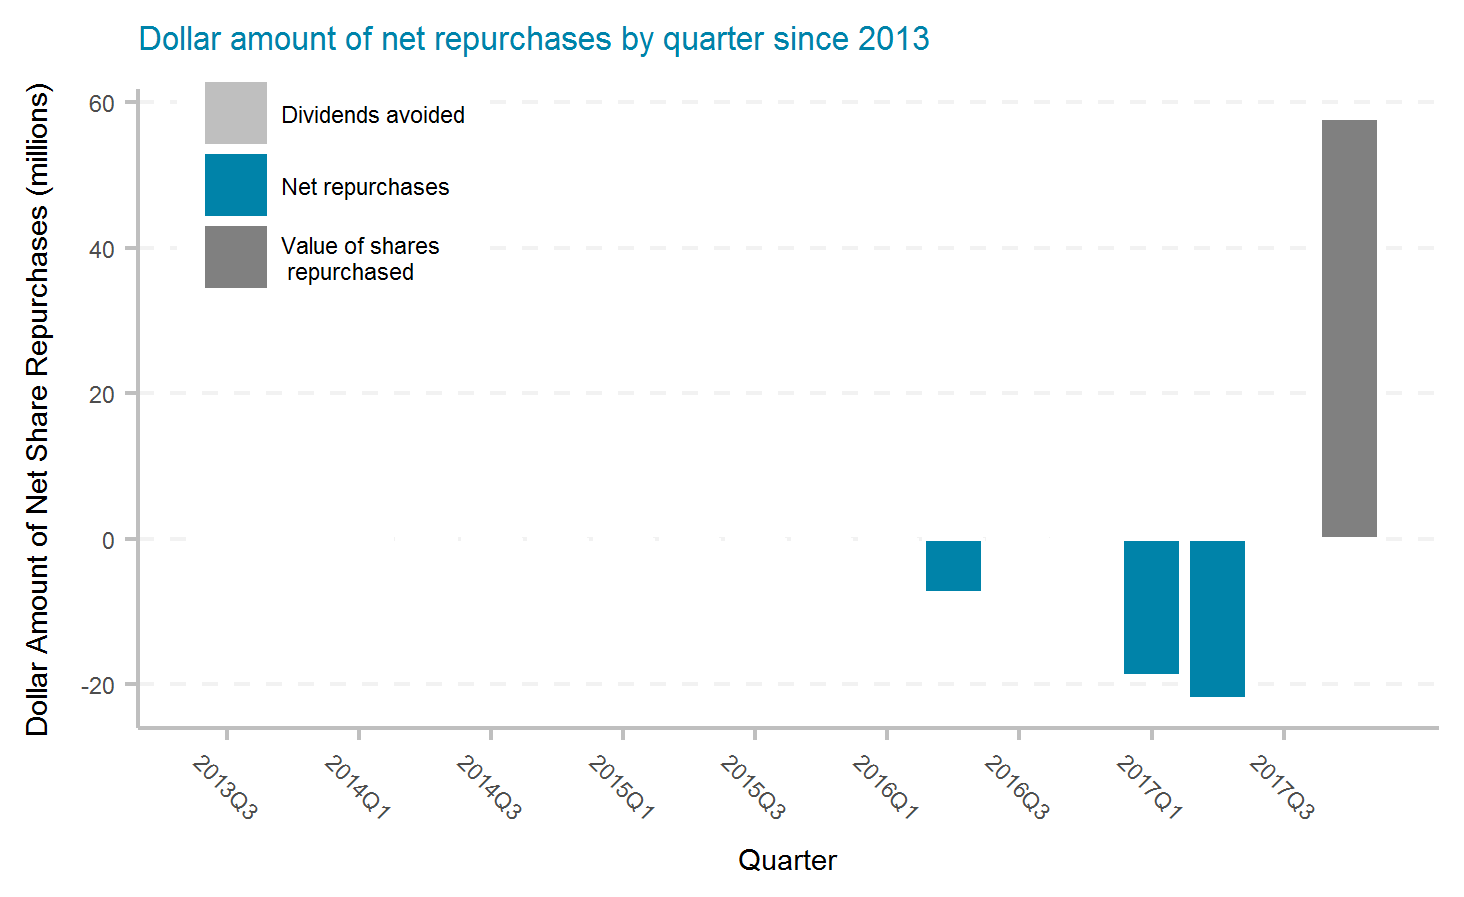 Dollar amount of net repurchases by quarter since 2013
Dollar Amount of Net Share Repurchases (millions)
60
40
20
0
-20
Dividends avoided
Net repurchases
Value of shares
repurchased
2013Q3
2014Q1
2014Q3
2015Q1
2015Q3
2016Q1
2016Q3
2017Q1
2017Q3
Quarter